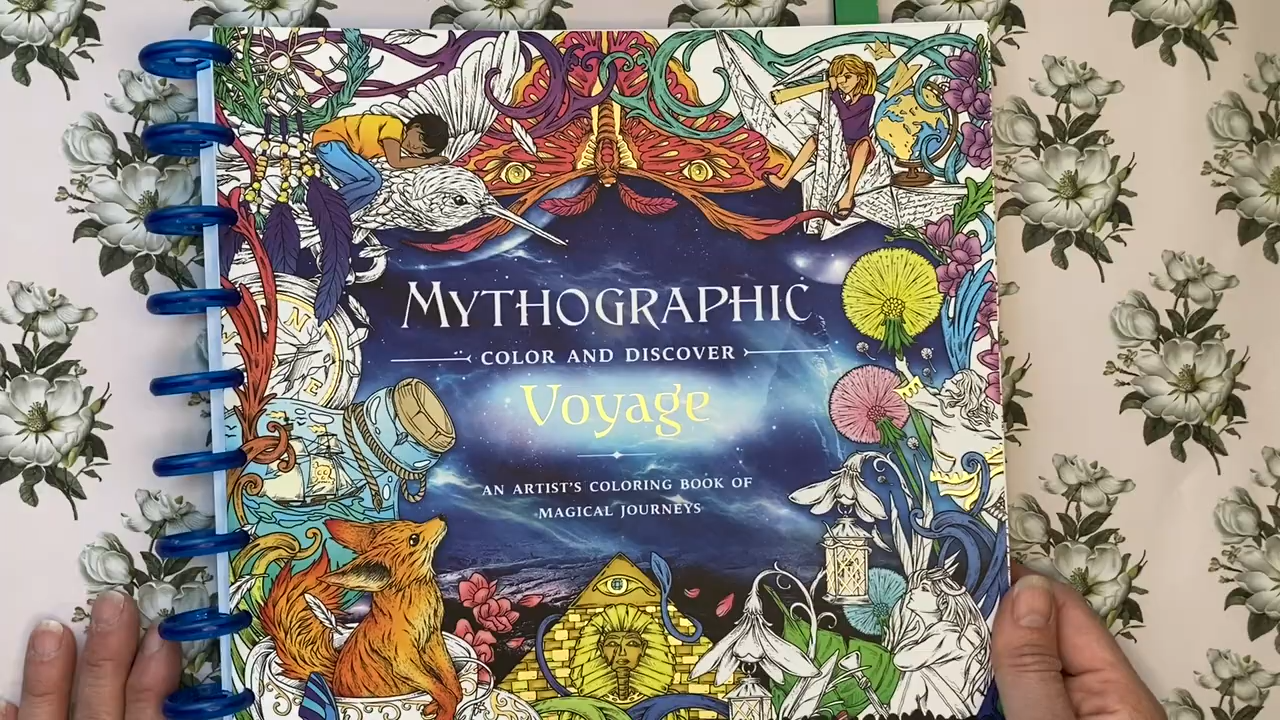 MYTHOGRAPHIC
COLOR AND DISCOVER
Voyage
AN ARTIST'S COLORING BOOK OF
MAGICAL JOURNEYS
N
E